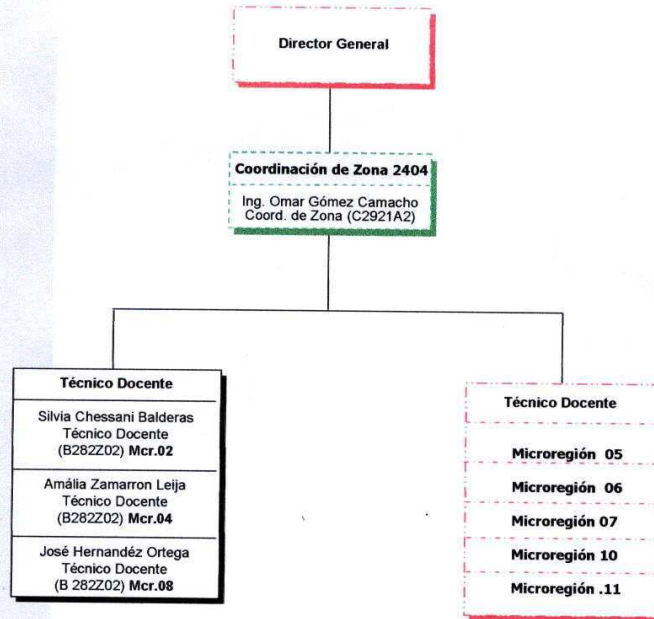 Director General
Coordinación de Zona 2404
Ing. Omar Gómez Camacho
Coord. de Zona (C2921A2)
Técnico Docente
Silvia Chessani Balderas
Técnico Docente
(B282Z02) Mcr.02
Amália Zamarron Leija
Técnico Docente
(B282Z02) Mcr.04
José Hernandéz Ortega
Técnico Docente
(B 282Z02) Mcr.08
Técnico Docente
Microregión 05
Microregión 06
Microregión 07
Microregión 10
Microregión .11